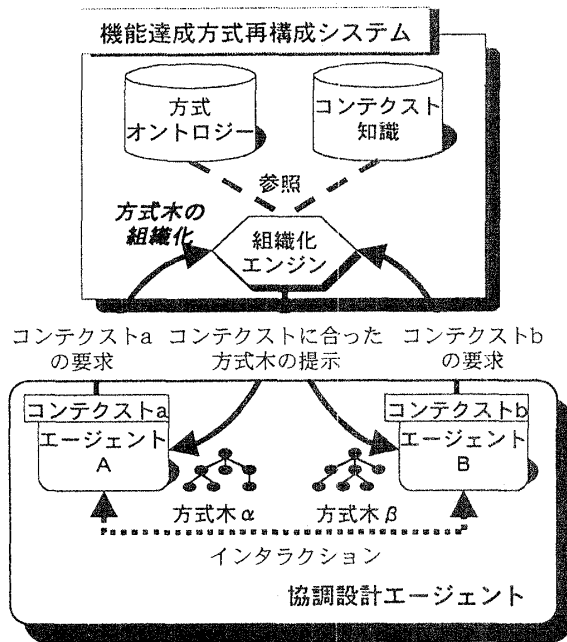 機能達成方式再構成システム
方式
オントロジー
コンテクスト
知識
参照
方式木の
組織化
組織化
エンジン
コンテクストa
の要求
コンテクストに合った
方式木の提示
コンテクストb
の要求
コンテクストa
エージェント
A
コンテクストb
エージェント
B
方式木α
方式木β
インタラクション
協調設計エージェント